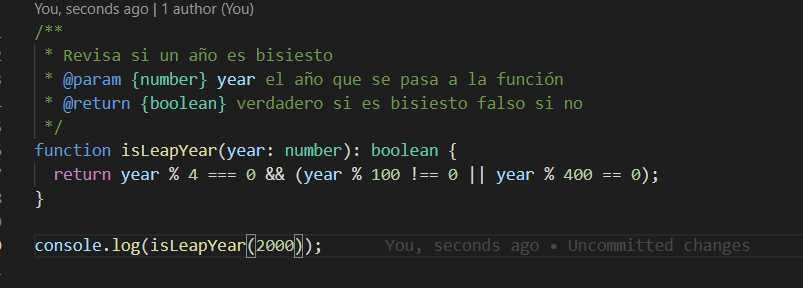 You, seconds ago | 1 author (You)
/**
* Revisa si un año es bisiesto
* @param {number} year el año que se pasa a la función
* @return {boolean} verdadero si es bisiesto falso si no
*/
function isLeapYear(year: number): boolean {
return year % 4 === 0 && (year % 100 !== 0 || year % 400 == 0);
}
console.log(isLeapYear(2000)); You, seconds ago • Uncommitted changes